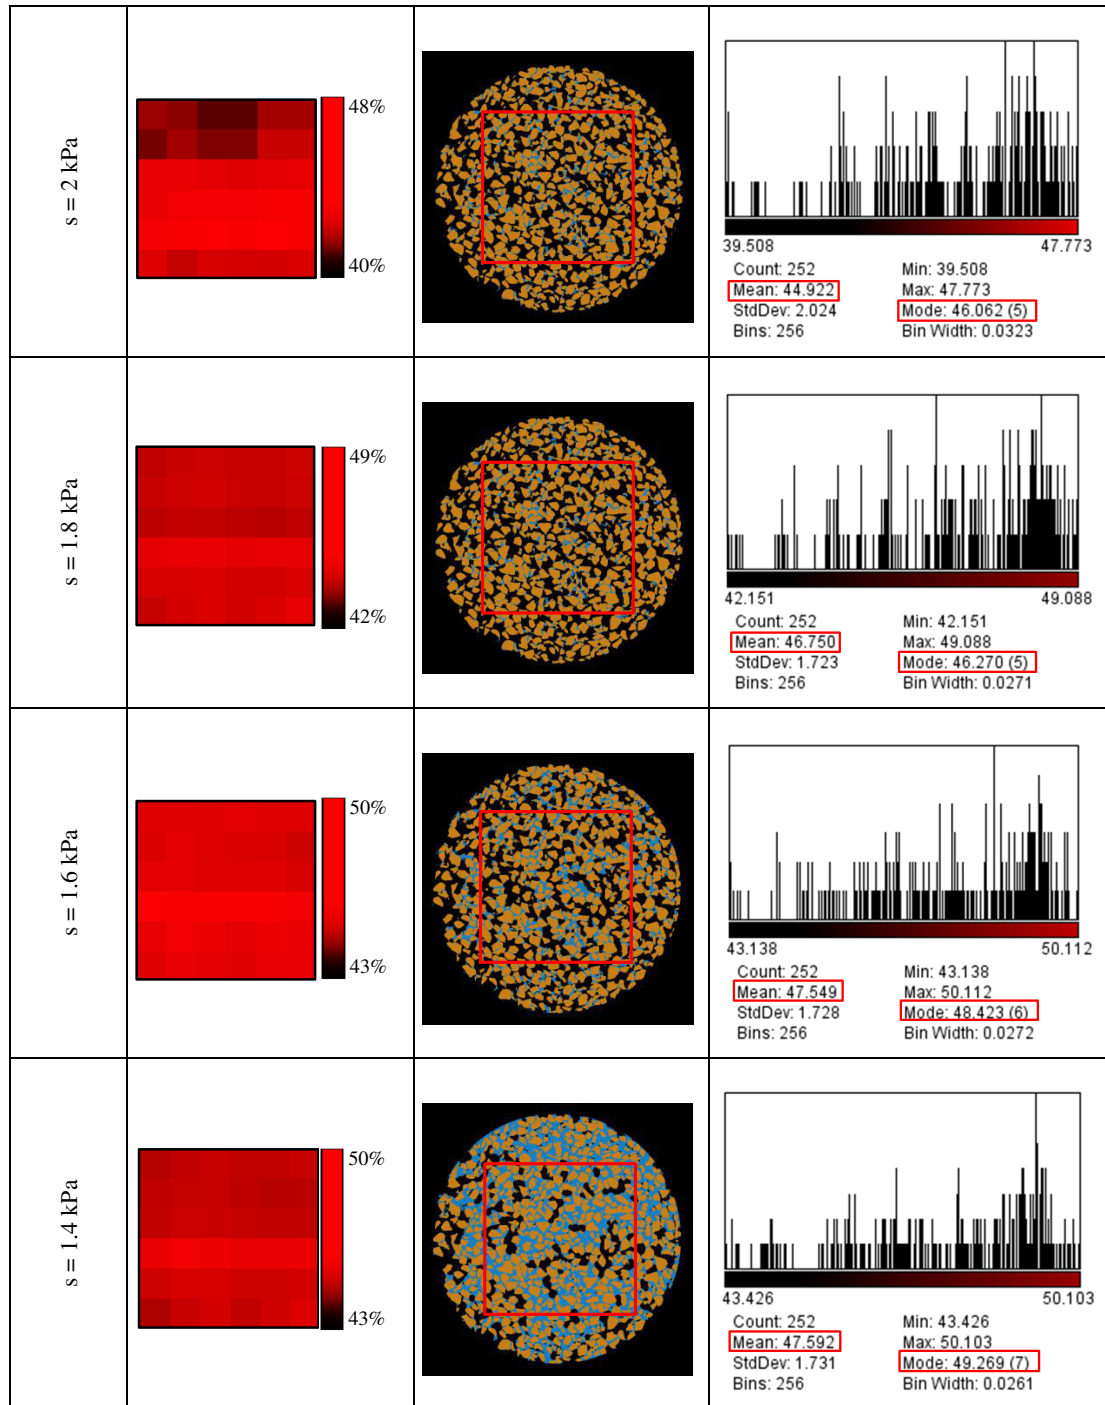 s = 2 kPa
48%
40%
39.508 47.773
Count: 252 Min: 39.508
Mean: 44.922 Max: 47.773
StdDev: 2.024 Mode: 46.062 (5)
Bins: 256 Bin Width: 0.0323
s = 1.8 kPa
49%
42%
42.151 49.088
Count: 252 Min: 42.151
Mean: 46.750 Max: 49.088
StdDev: 1.723 Mode: 46.270 (5)
Bins: 256 Bin Width: 0.0271
s = 1.6 kPa
50%
43%
43.138 50.112
Count: 252 Min: 43.138
Mean: 47.549 Max: 50.112
StdDev: 1.728 Mode: 48.423 (6)
Bins: 256 Bin Width: 0.0272
s = 1.4 kPa
50%
43%
43.426 50.103
Count: 252 Min: 43.426
Mean: 47.592 Max: 50.103
StdDev: 1.731 Mode: 49.269 (7)
Bins: 256 Bin Width: 0.0261